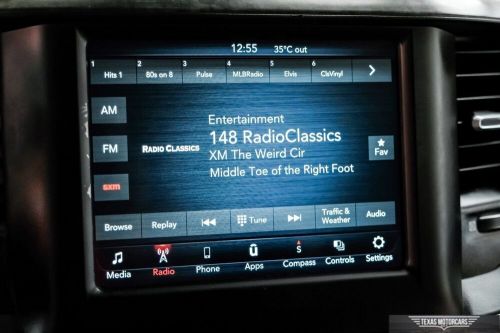 12:55 35°C out
1 2 3 4 5 6
Hits 1 80s on 8 Pulse MLBRadio Elvis ClsVinyl
AM
FM
sxm
RADIO CLASSICS
Entertainment
148 RadioClassics
XM The Weird Cir
Middle Toe of the Right Foot
Fav
Browse Replay Tune Traffic & Weather Audio
S
Media Radio Phone Apps Compass Controls Settings
TEXAS MOTORCARS